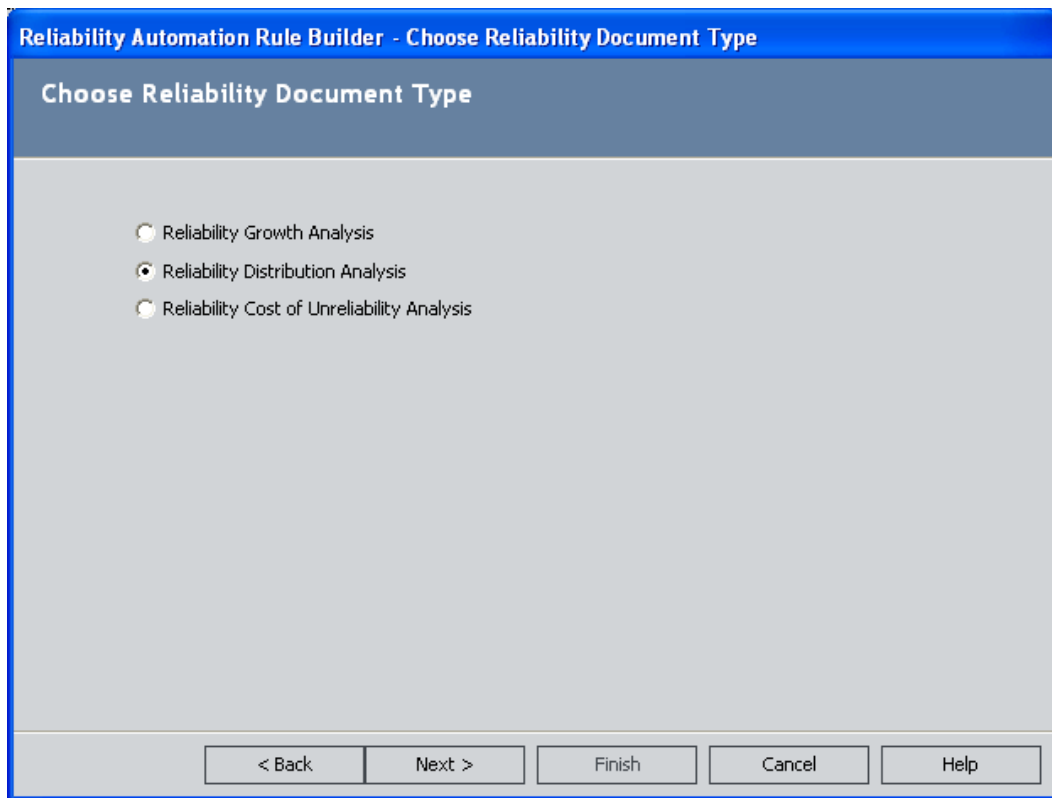 Reliability Automation Rule Builder - Choose Reliability Document Type
Choose Reliability Document Type
Reliability Growth Analysis
Reliability Distribution Analysis
Reliability Cost of Unreliability Analysis
< Back Next > Finish Cancel Help